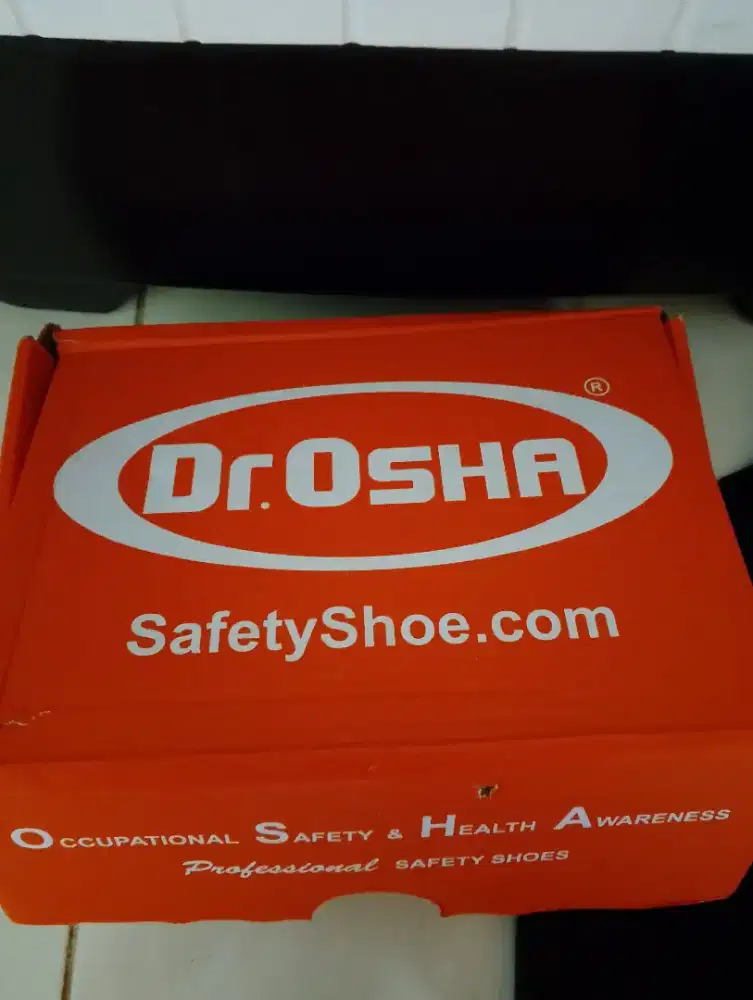 ®
Dr.OSHA
SafetyShoe.com
OCCUPATIONAL SAFETY & HEALTH AWARENESS
Professional SAFETY SHOES